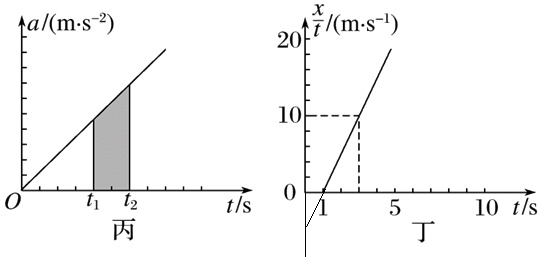 a/(m·s⁻²)
O
t₁
t₂
t/s
丙
x/t/(m·s⁻¹)
20
10
0
1
5
10
t/s
丁